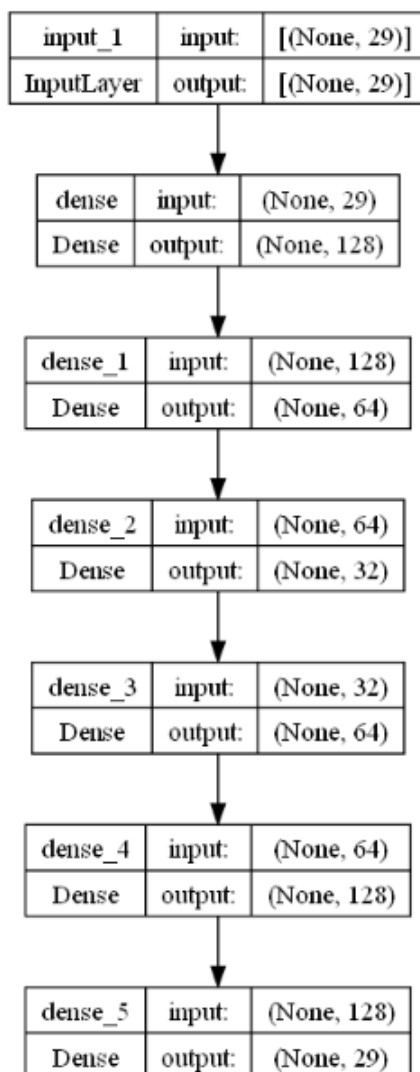 input_1 input: [(None, 29)]
InputLayer output: [(None, 29)]
dense input: (None, 29)
Dense output: (None, 128)
dense_1 input: (None, 128)
Dense output: (None, 64)
dense_2 input: (None, 64)
Dense output: (None, 32)
dense_3 input: (None, 32)
Dense output: (None, 64)
dense_4 input: (None, 64)
Dense output: (None, 128)
dense_5 input: (None, 128)
Dense output: (None, 29)